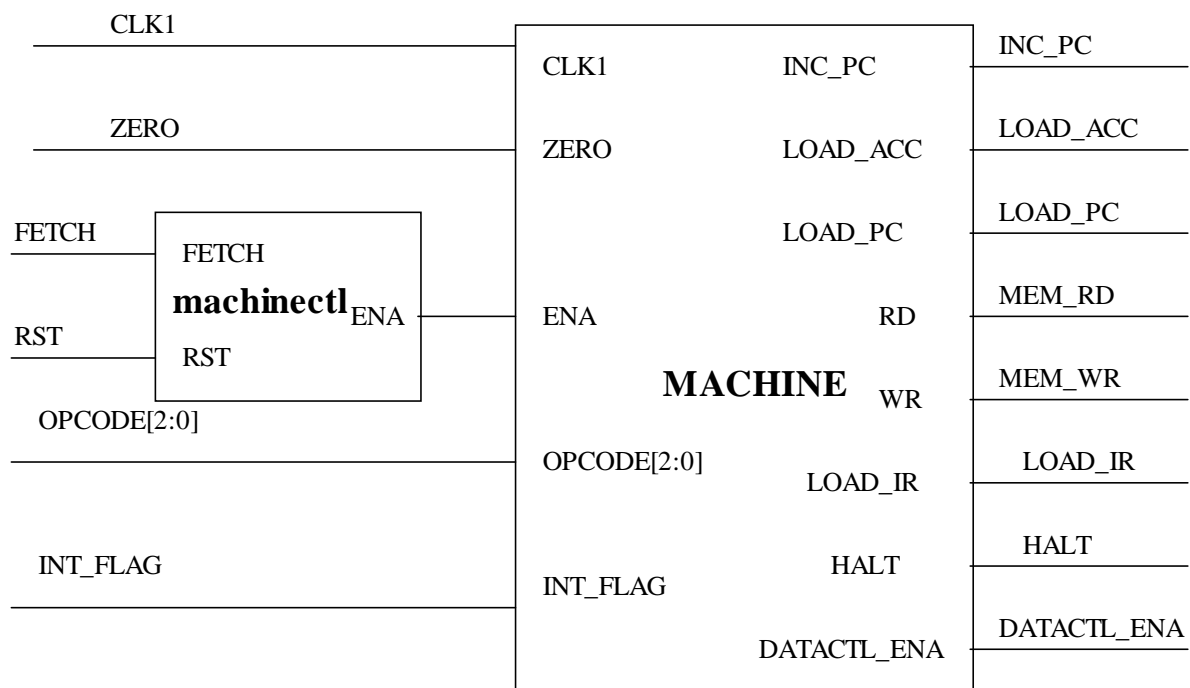 CLK1
INC_PC
CLK1 INC_PC
ZERO
LOAD_ACC
ZERO LOAD_ACC
FETCH
LOAD_PC
FETCH
LOAD_PC
machinectl
ENA
ENA
RD
MEM_RD
RST
RST
MACHINE
WR
MEM_WR
OPCODE[2:0]
OPCODE[2:0]
LOAD_IR
LOAD_IR
INT_FLAG
INT_FLAG
HALT
HALT
DATACTL_ENA
DATACTL_ENA